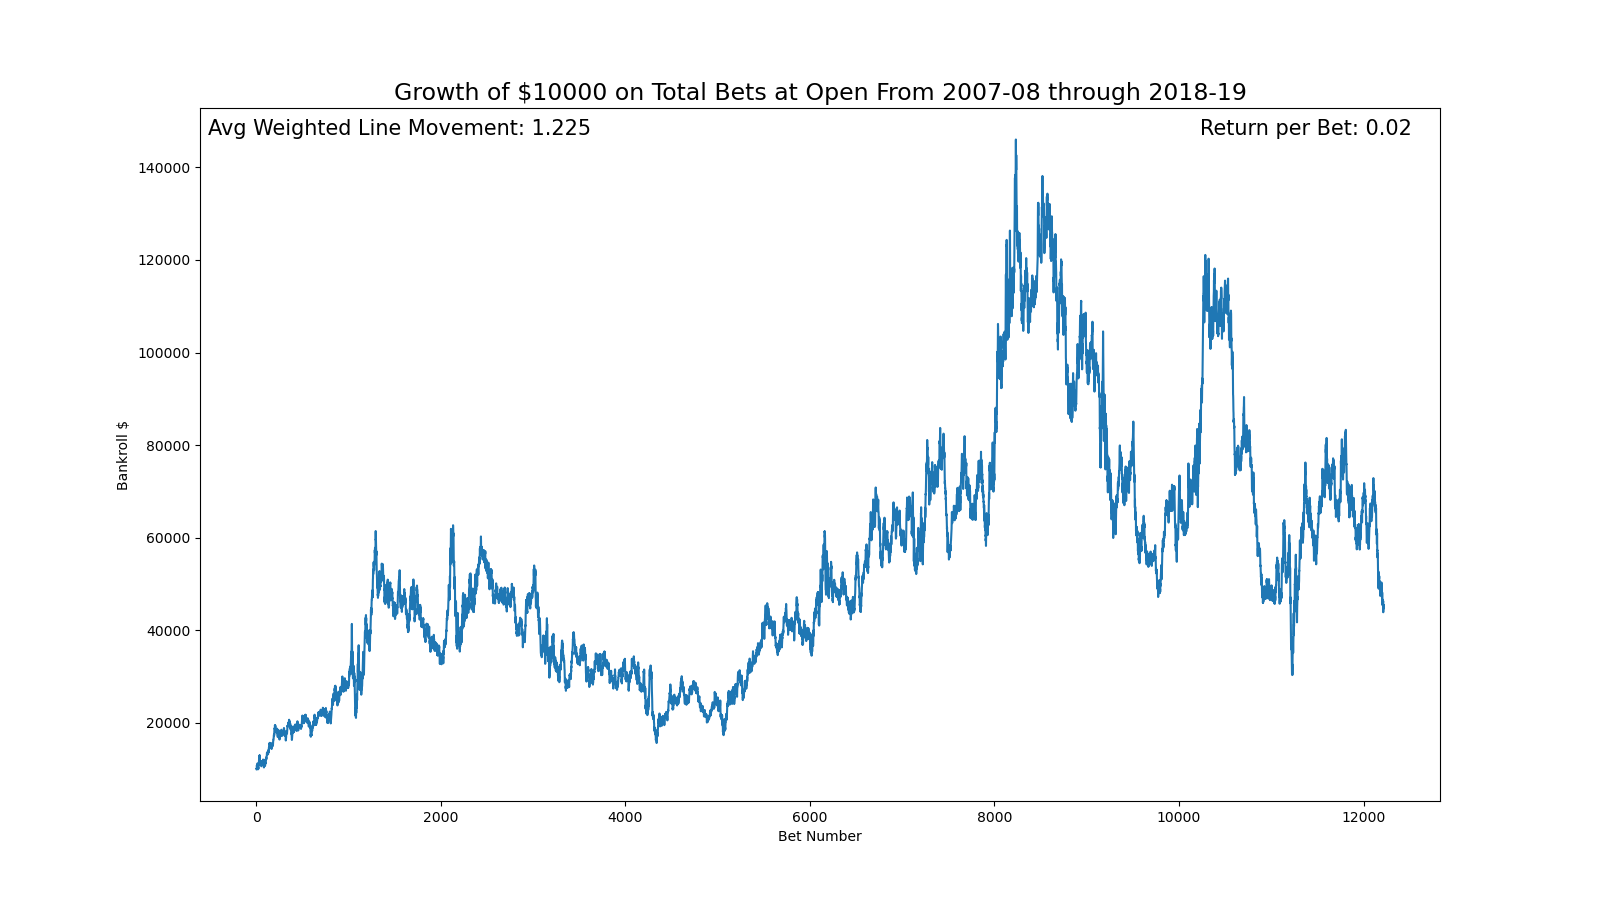 Growth of $10000 on Total Bets at Open From 2007-08 through 2018-19
Avg Weighted Line Movement: 1.225
Return per Bet: 0.02
140000
120000
100000
80000
60000
40000
20000
Bankroll $
0
2000
4000
6000
8000
10000
12000
Bet Number